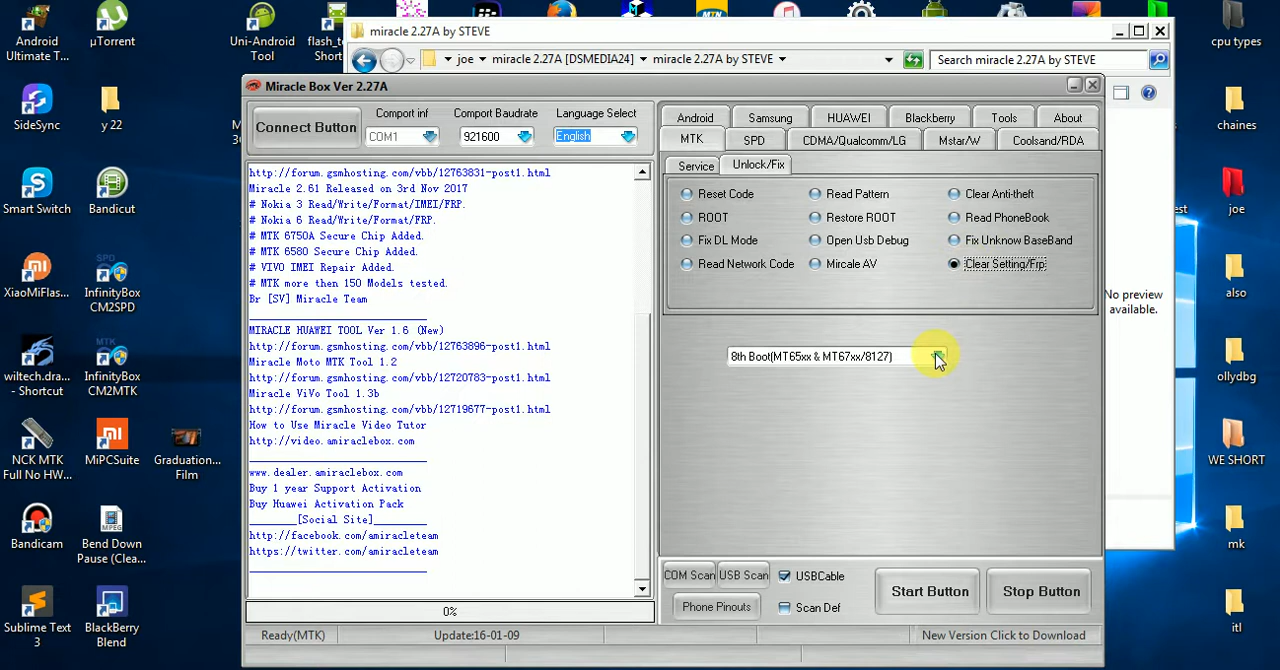 Android
Ultimate T...
µTorrent
Uni-Android
Tool
flash_to
Short
MTN
cpu types
miracle 2.27A by STEVE
joe
miracle 2.27A [DSMEDIA24]
miracle 2.27A by STEVE
Search miracle 2.27A by STEVE
Miracle Box Ver 2.27A
Connect Button
Comport inf
Comport Baudrate
Language Select
COM1
921600
English
Android
Samsung
HUAWEI
Blackberry
Tools
About
MTK
SPD
CDMA/Qualcomm/LG
Mstar/W
Coolsand/RDA
Service
Unlock/Fix
Reset Code
Read Pattern
Clear Anti-theft
ROOT
Restore ROOT
Read PhoneBook
Fix DL Mode
Open Usb Debug
Fix Unknow BaseBand
Read Network Code
Mircale AV
Clear Setting/Frp
8th Boot(MT65xx & MT67xx/8127)
http://forum.gsmhosting.com/vbb/12763831-post1.html
Miracle 2.61 Released on 3rd Nov 2017
# Nokia 3 Read/Write/Format/IMEI/FRP.
# Nokia 6 Read/Write/Format/FRP.
# MTK 6750A Secure Chip Added.
# MTK 6580 Secure Chip Added.
# VIVO IMEI Repair Added.
# MTK more then 150 Models tested.
Br [SV] Miracle Team
MIRACLE HUAWEI TOOL Ver 1.6 (New)
http://forum.gsmhosting.com/vbb/12763896-post1.html
Miracle Moto MTK Tool 1.2
http://forum.gsmhosting.com/vbb/12720783-post1.html
Miracle ViVo Tool 1.3b
http://forum.gsmhosting.com/vbb/12719677-post1.html
How to Use Miracle Video Tutor
http://video.amiraclebox.com
www.dealer.amiraclebox.com
Buy 1 year Support Activation
Buy Huawei Activation Pack
_______[Social Site]_______
http://facebook.com/amiracleteam
https://twitter.com/amiracleteam
0%
COM Scan
USB Scan
USBCable
Phone Pinouts
Scan Def
Start Button
Stop Button
Ready(MTK)
Update:16-01-09
New Version Click to Download
No preview
available.
SideSync
y 22
Smart Switch
Bandicut
XiaoMiFlas...
SPD
InfinityBox
CM2SPD
wiltech.dra...
- Shortcut
InfinityBox
CM2MTK
NCK MTK
Full No HW...
MiPCSuite
Graduation...
Film
Bandicam
MPEG
Bend Down
Pause (Clea...
Sublime Text
3
BlackBerry
Blend
chaines
est
joe
also
ollydbg
WE SHORT
mk
itl